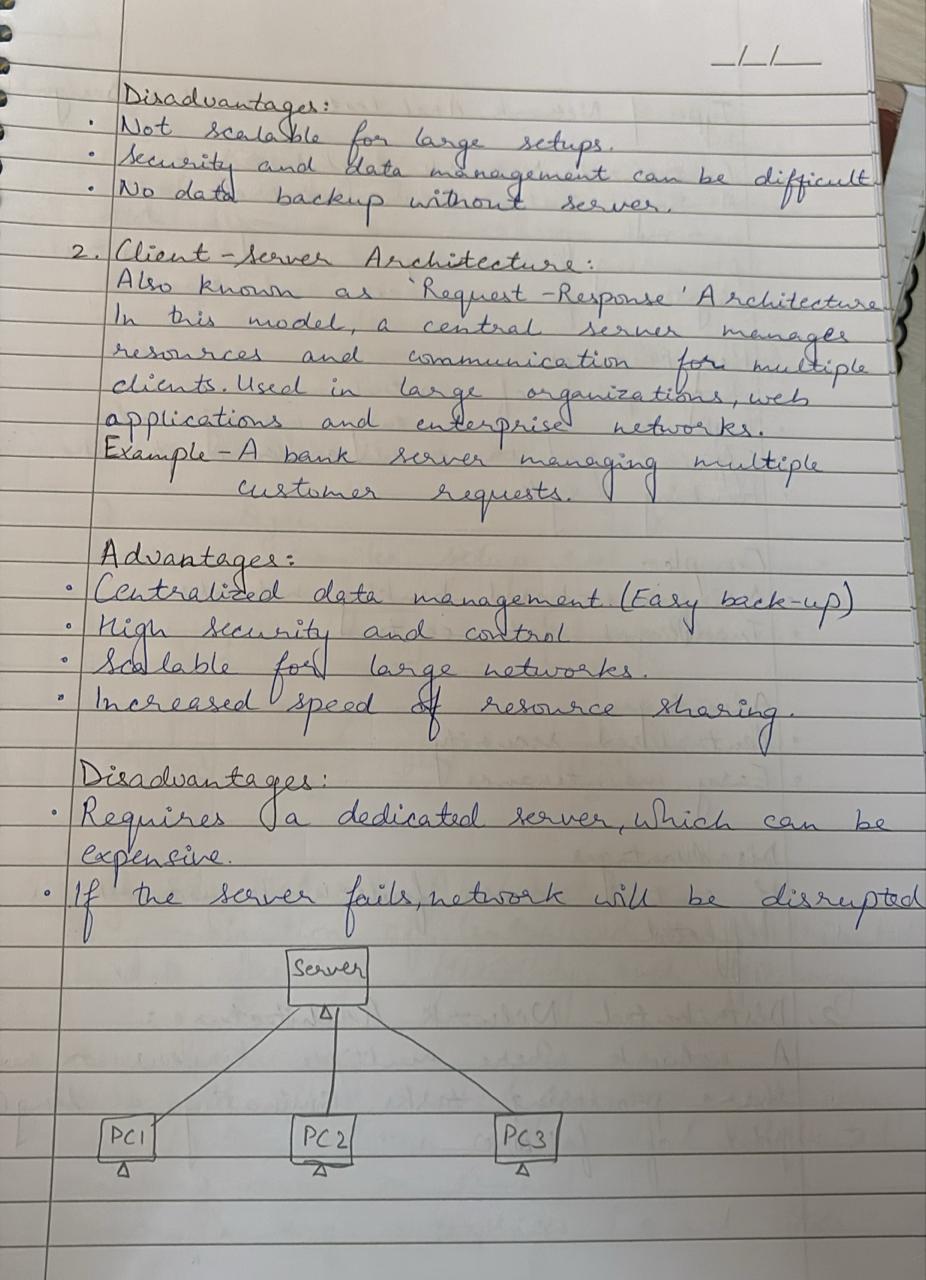 _/_/_
Disadvantages:
• Not scalable for large setups.
• Security and data management can be difficult
• No data backup without server.
2. Client-Server Architecture:
Also known as 'Request-Response' Architecture
In this model, a central server manages
resources and communication for multiple
clients. Used in large organizations, web
applications and enterprise networks.
Example - A bank server managing multiple
customer requests.
Advantages:
• Centralized data management (Easy back-up)
• High security and control
• Scalable for large networks.
• Increased speed of resource sharing.
Disadvantages:
• Requires a dedicated server, which can be
expensive.
• If the server fails, network will be disrupted
Server
PC1 PC2 PC3